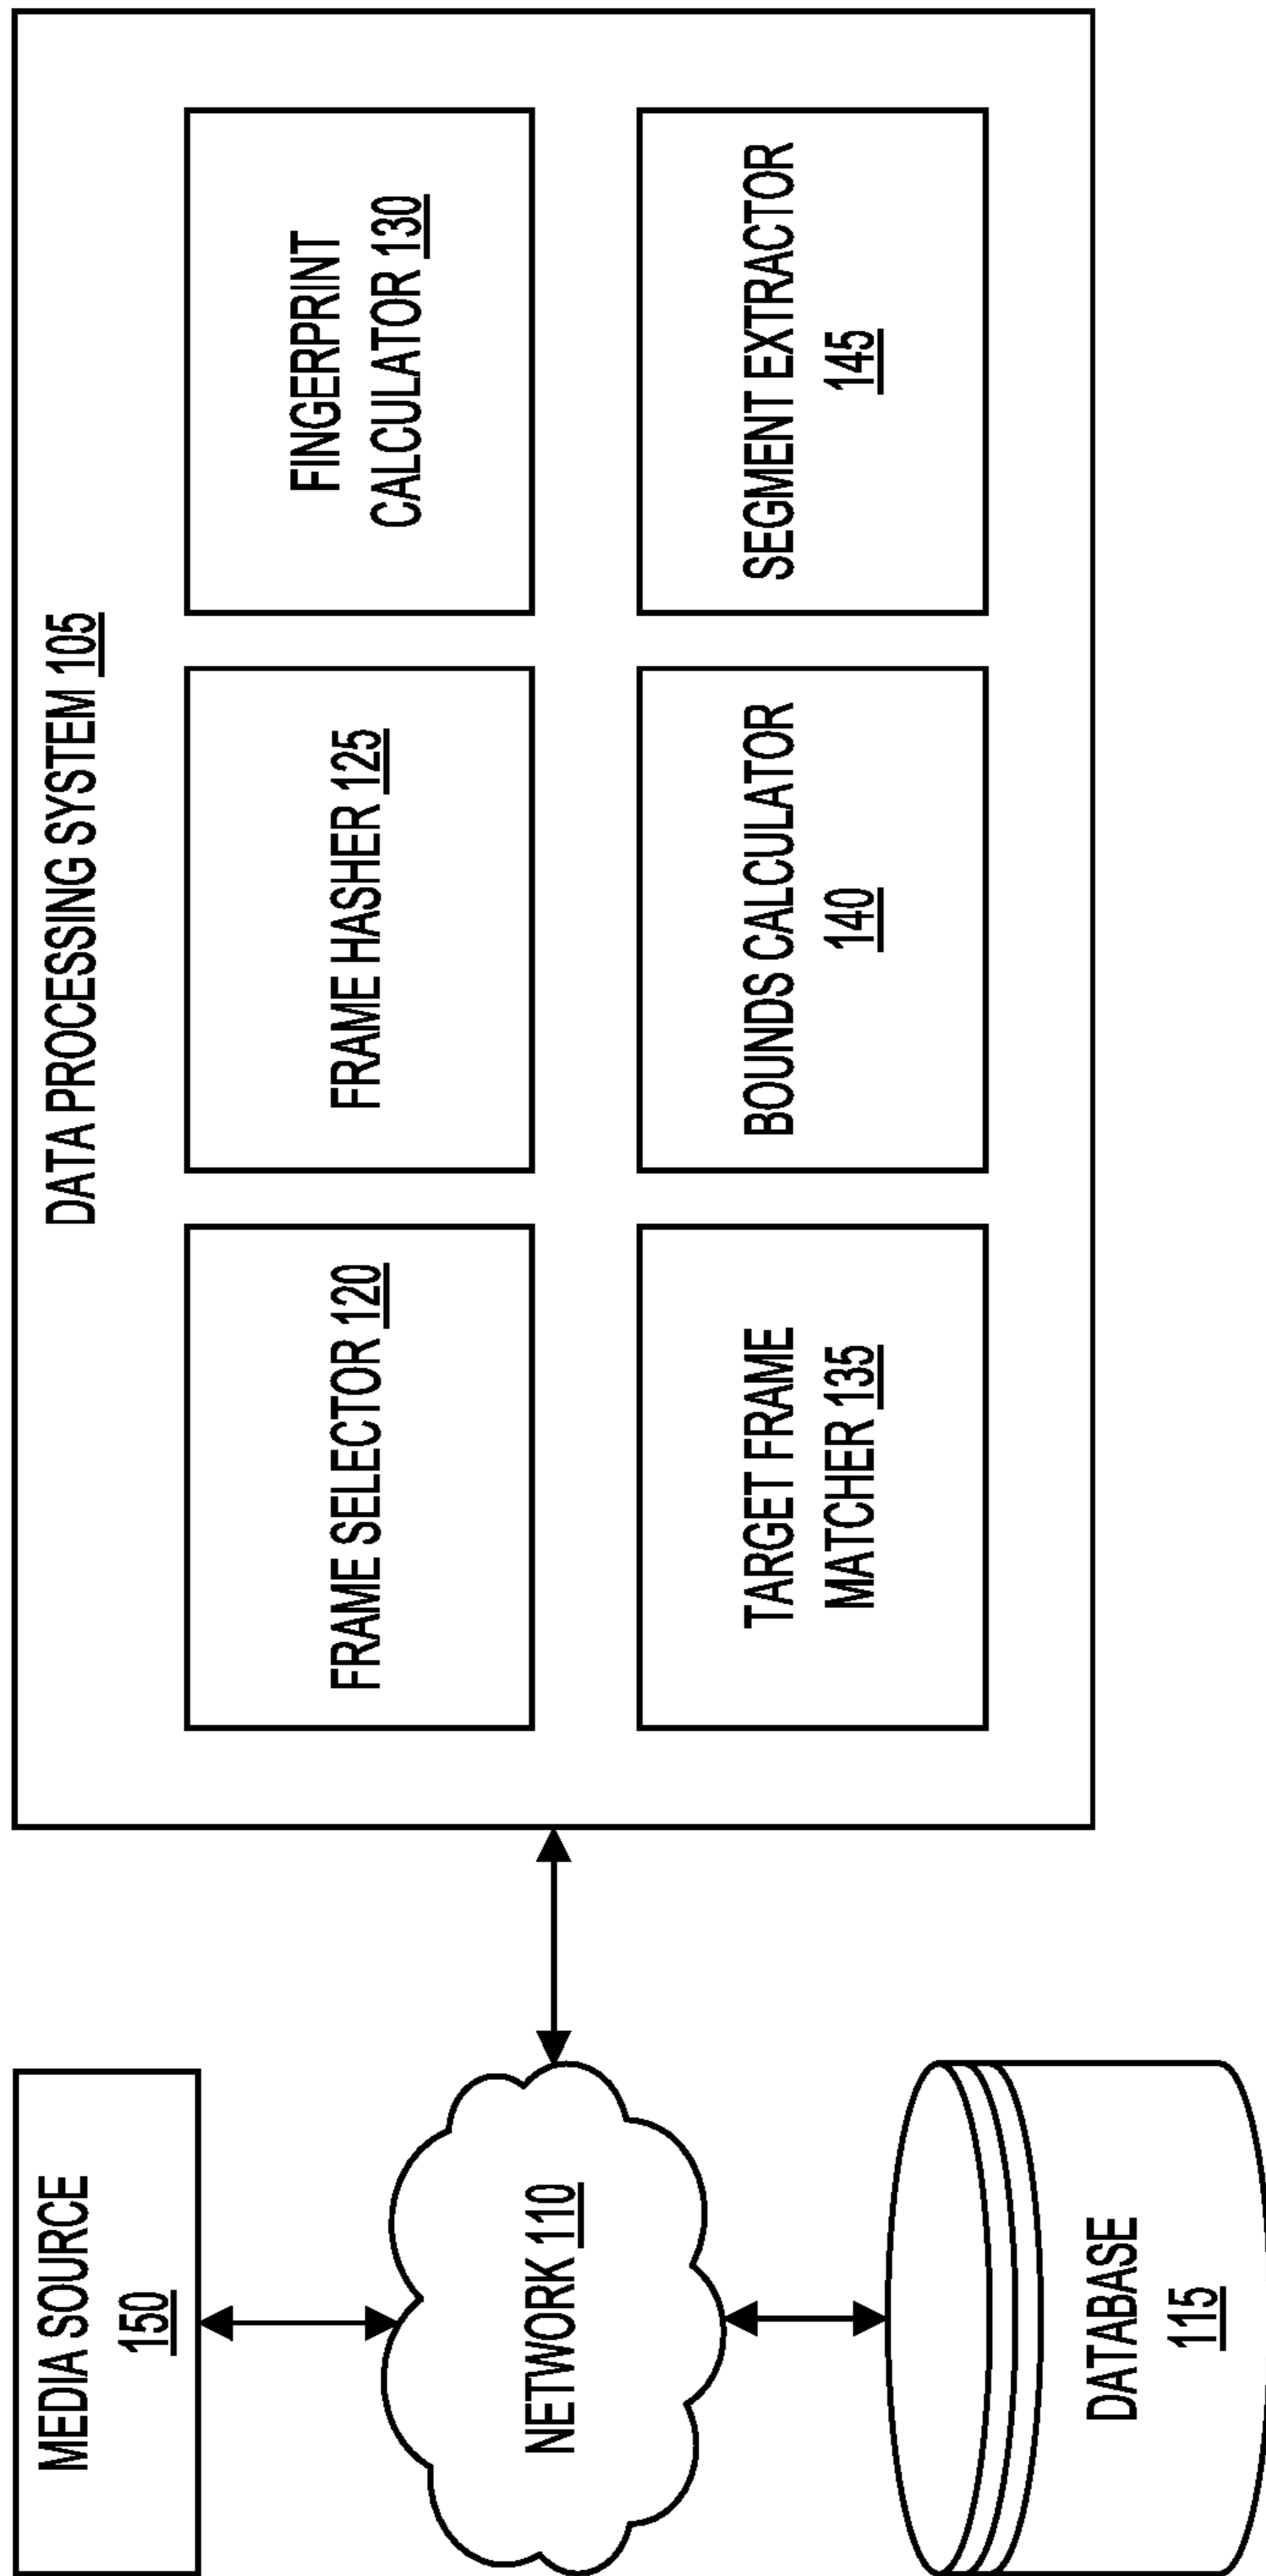 DATA PROCESSING SYSTEM 105
MEDIA SOURCE
150
NETWORK 110
DATABASE
115
FRAME SELECTOR 120
FRAME HASHER 125
FINGERPRINT
CALCULATOR 130
TARGET FRAME
MATCHER 135
BOUNDS CALCULATOR
140
SEGMENT EXTRACTOR
145